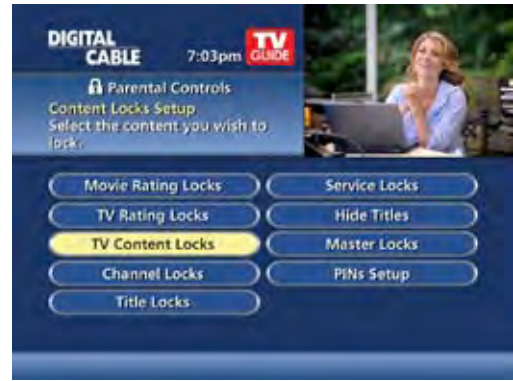 DIGITAL
CABLE
7:03pm
TV
GUIDE
Parental Controls
Content Locks Setup
Select the content you wish to
lock.
Movie Rating Locks
Service Locks
TV Rating Locks
Hide Titles
TV Content Locks
Master Locks
Channel Locks
PINs Setup
Title Locks